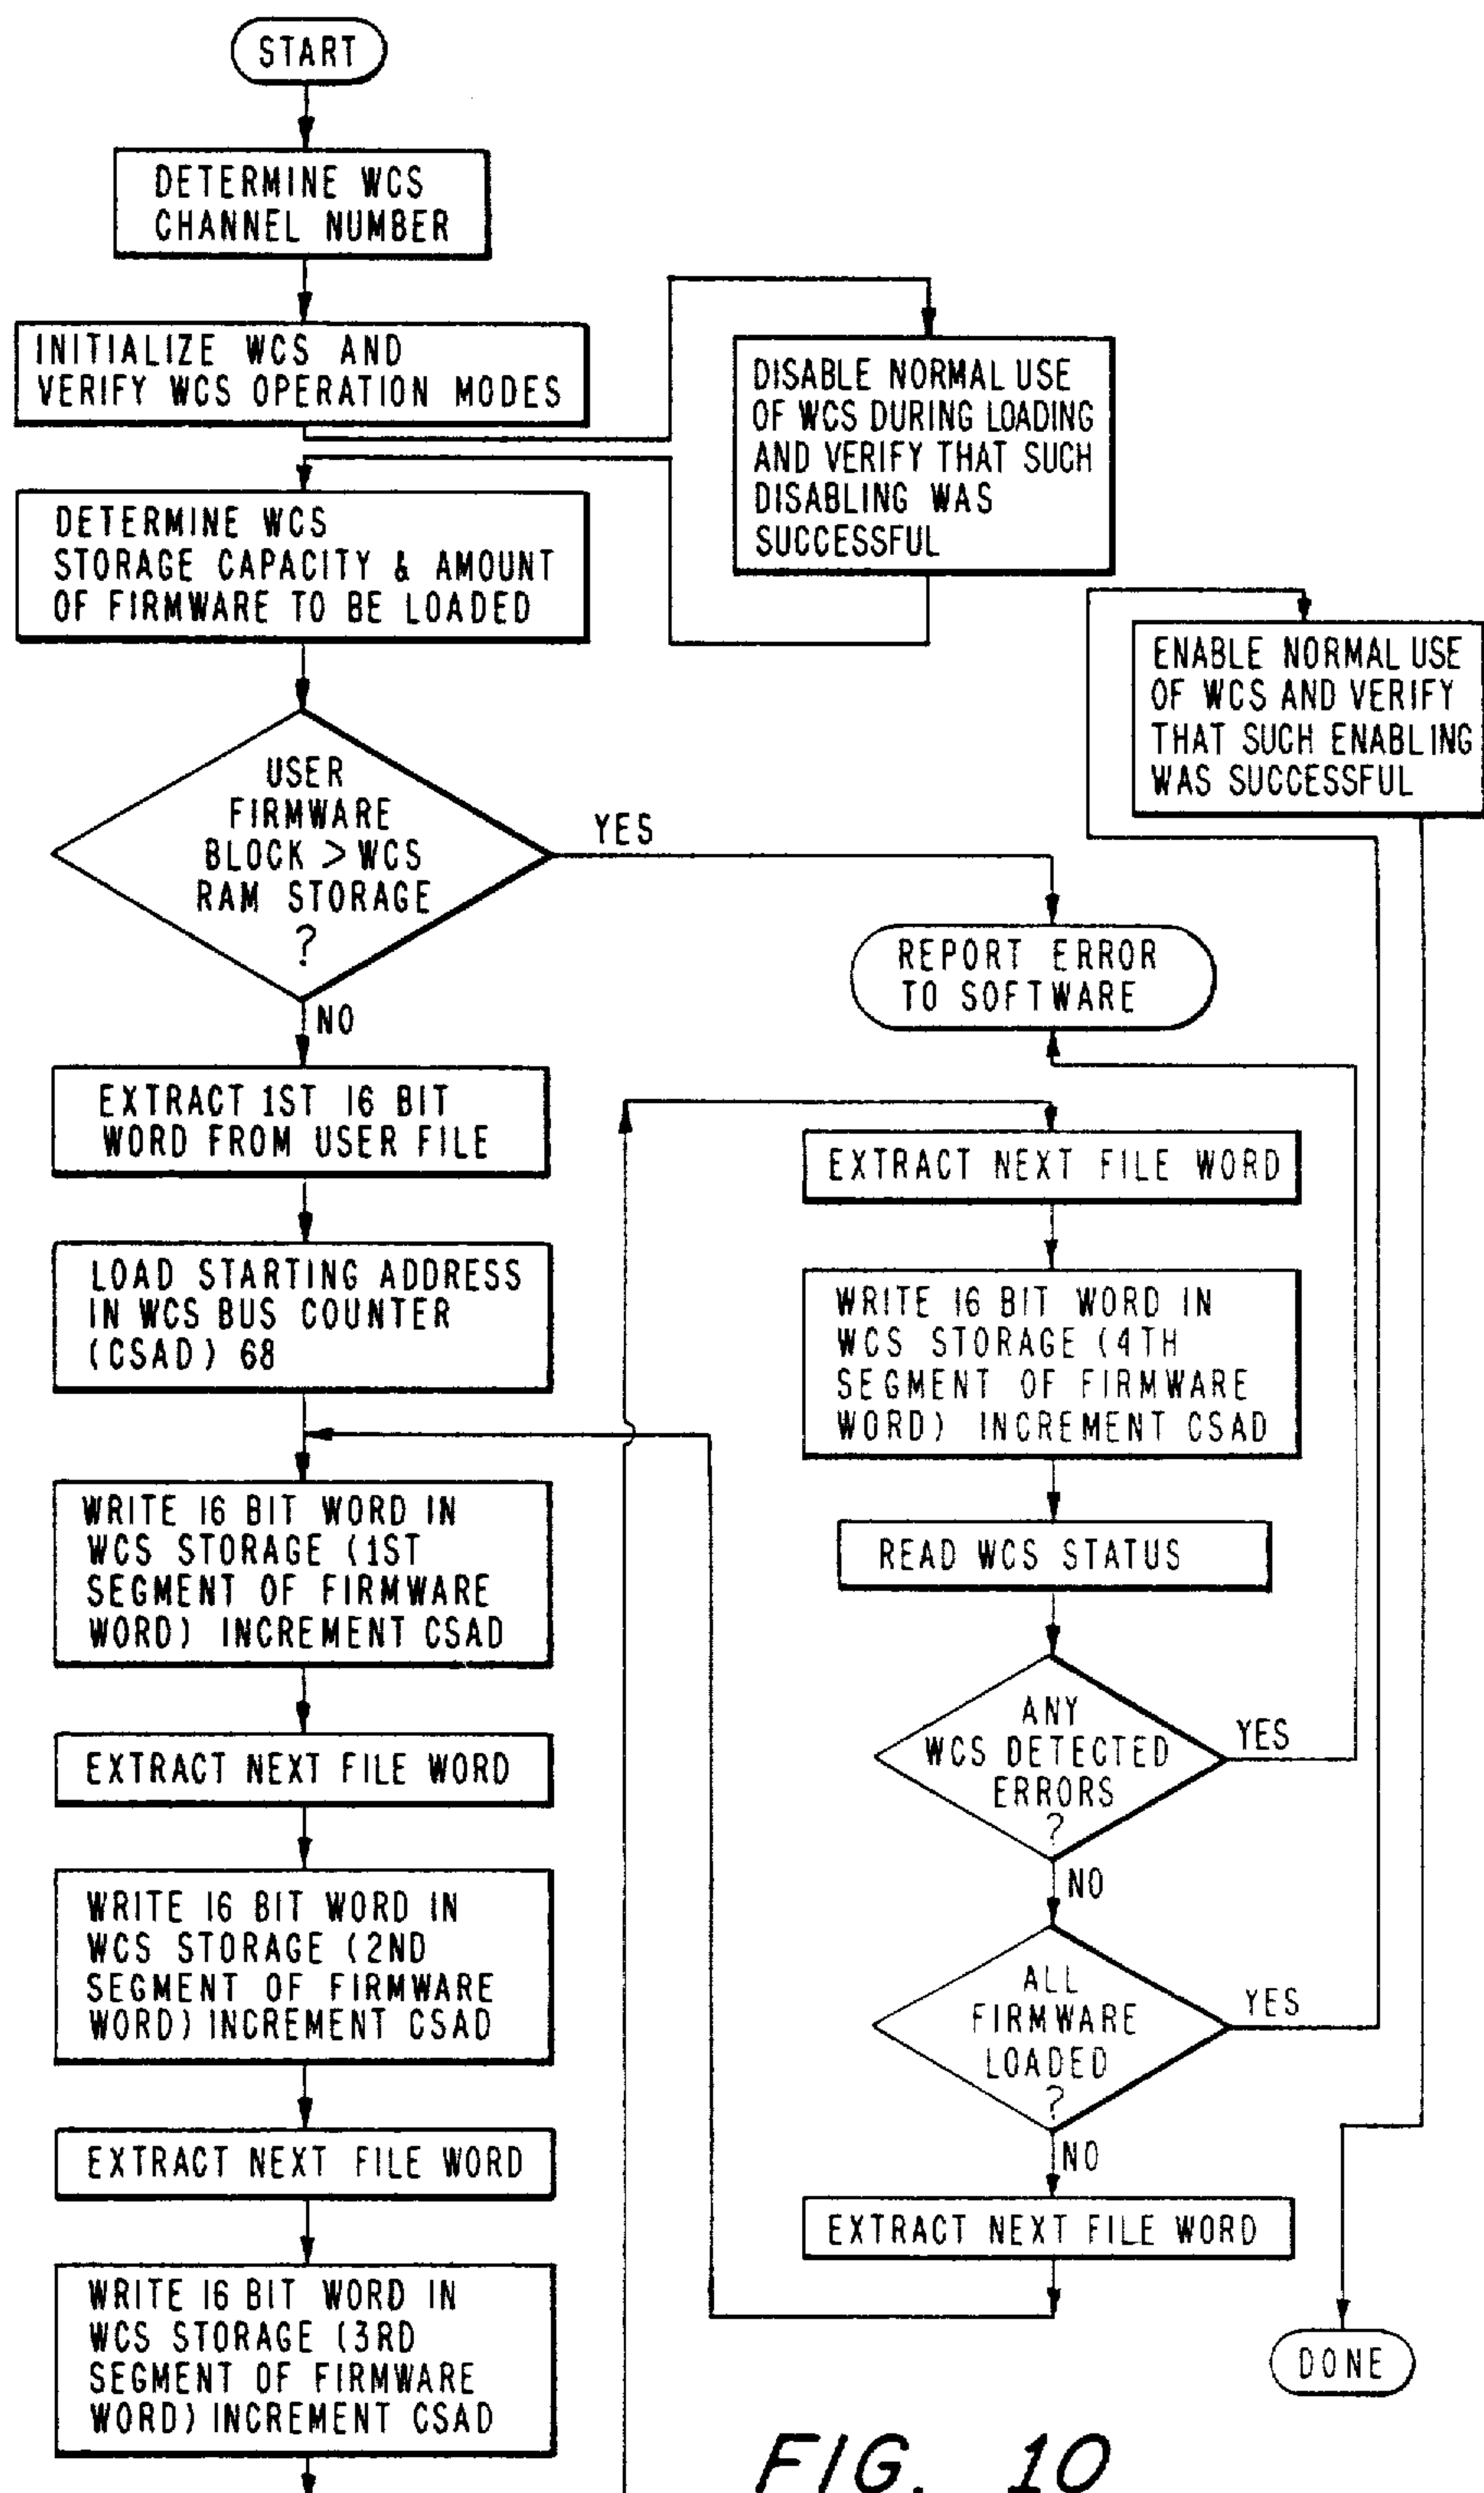 START
DETERMINE WCS
CHANNEL NUMBER
INITIALIZE WCS AND
VERIFY WCS OPERATION MODES
DISABLE NORMAL USE
OF WCS DURING LOADING
AND VERIFY THAT SUCH
DISABLING WAS
SUCCESSFUL
DETERMINE WCS
STORAGE CAPACITY & AMOUNT
OF FIRMWARE TO BE LOADED
USER
FIRMWARE
BLOCK > WCS
RAM STORAGE
?
YES
NO
REPORT ERROR
TO SOFTWARE
EXTRACT 1ST 16 BIT
WORD FROM USER FILE
LOAD STARTING ADDRESS
IN WCS BUS COUNTER
(CSAD) 68
WRITE 16 BIT WORD IN
WCS STORAGE (1ST
SEGMENT OF FIRMWARE
WORD) INCREMENT CSAD
EXTRACT NEXT FILE WORD
WRITE 16 BIT WORD IN
WCS STORAGE (2ND
SEGMENT OF FIRMWARE
WORD) INCREMENT CSAD
EXTRACT NEXT FILE WORD
WRITE 16 BIT WORD IN
WCS STORAGE (3RD
SEGMENT OF FIRMWARE
WORD) INCREMENT CSAD
EXTRACT NEXT FILE WORD
WRITE 16 BIT WORD IN
WCS STORAGE (4TH
SEGMENT OF FIRMWARE
WORD) INCREMENT CSAD
READ WCS STATUS
ANY
WCS DETECTED
ERRORS
?
YES
NO
ALL
FIRMWARE
LOADED
?
YES
NO
EXTRACT NEXT FILE WORD
ENABLE NORMAL USE
OF WCS AND VERIFY
THAT SUCH ENABLING
WAS SUCCESSFUL
DONE
FIG. 10